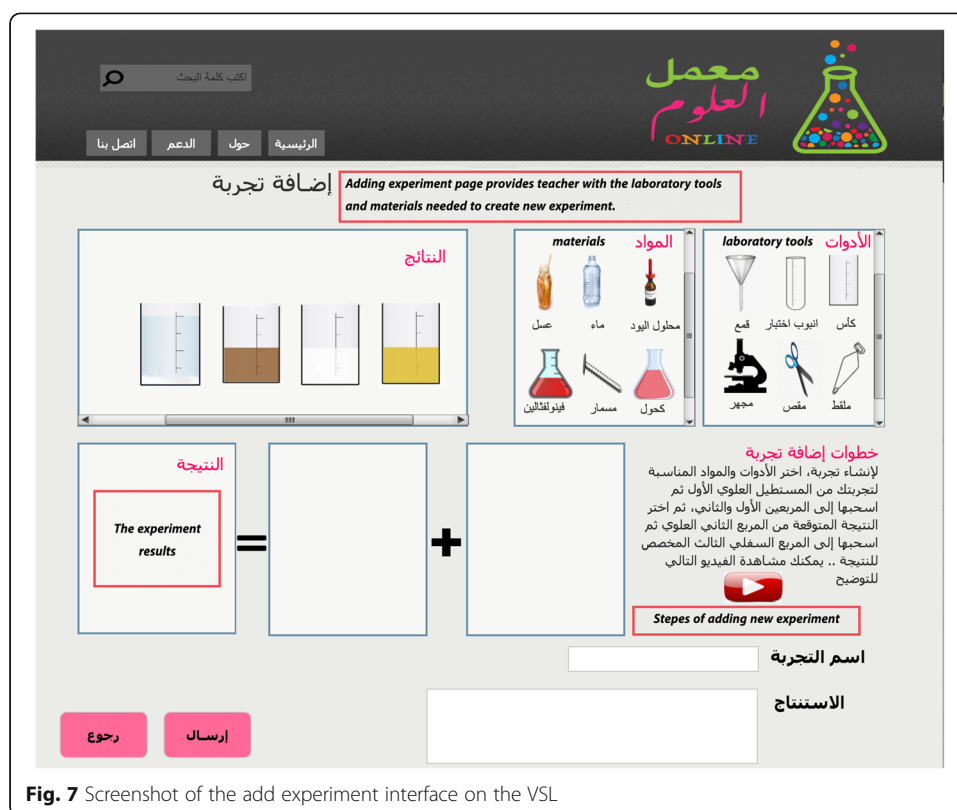 اكتب كلمة البحث
معمل
العلوم
ONLINE
الرئيسية
حول
الدعم
اتصل بنا
إضـافة تجربة
Adding experiment page provides teacher with the laboratory tools
and materials needed to create new experiment.
الأدوات
laboratory tools
كأس
انبوب اختبار
قمع
ملقط
مقص
مجهر
المواد
materials
محلول اليود
ماء
عسل
كحول
مسمار
فينولفثالين
النتائج
خطوات إضافة تجربة
لإنشاء تجربة، اختر الأدوات والمواد المناسبة
لتجربتك من المستطيل العلوي الأول ثم
اسحبها إلى المربعين الأول والثاني، ثم اختر
النتيجة المتوقعة من المربع الثاني العلوي ثم
اسحبها إلى المربع السفلي الثالث المخصص
للنتيجة .. يمكنك مشاهدة الفيديو التالي
للتوضيح
Stepes of adding new experiment
+
=
النتيجة
The experiment
results
اسم التجربة
الاستنتاج
إرسـال
رجوع
Fig. 7 Screenshot of the add experiment interface on the VSL